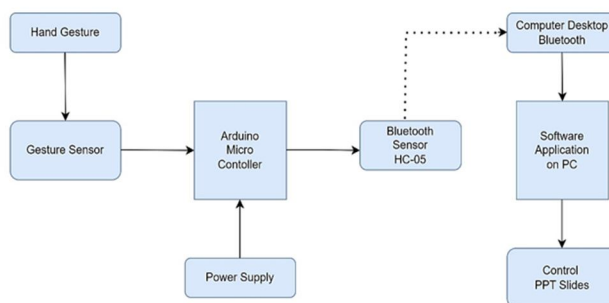 Hand Gesture
Computer Desktop
Bluetooth
Gesture Sensor
Arduino
Micro
Contoller
Bluetooth
Sensor
HC-05
Software
Application
on PC
Power Supply
Control
PPT Slides